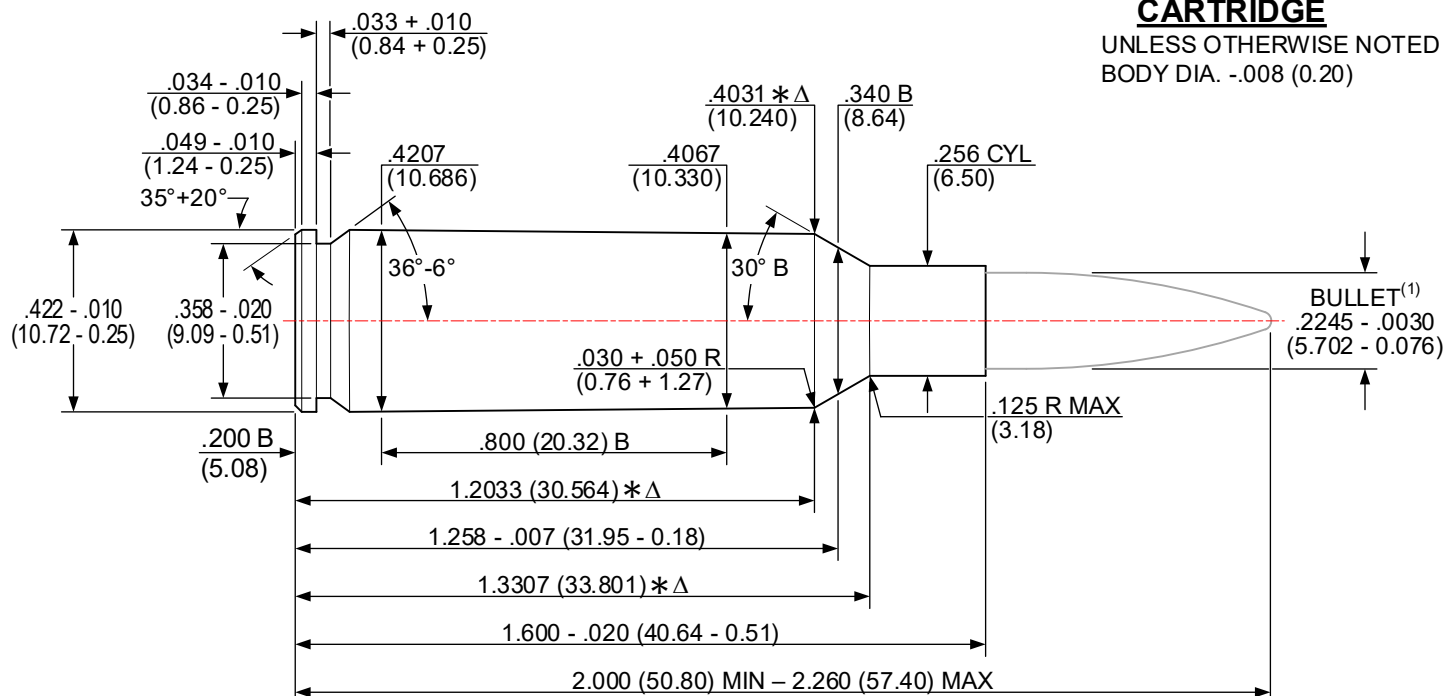 CARTRIDGE
UNLESS OTHERWISE NOTED
BODY DIA. -.008 (0.20)
.033 + .010
(0.84 + 0.25)
.034 - .010
(0.86 - 0.25)
.049 - .010
(1.24 - 0.25)
35°+20°
.4207
(10.686)
.4067
(10.330)
.4031 ∗ Δ
(10.240)
.340 B
(8.64)
.256 CYL
(6.50)
36°-6°
30° B
.422 - .010
(10.72 - 0.25)
.358 - .020
(9.09 - 0.51)
BULLET⁽¹⁾
.2245 - .0030
(5.702 - 0.076)
.030 + .050 R
(0.76 + 1.27)
.125 R MAX
(3.18)
.200 B
(5.08)
.800 (20.32) B
1.2033 (30.564) ∗ Δ
1.258 - .007 (31.95 - 0.18)
1.3307 (33.801) ∗ Δ
1.600 - .020 (40.64 - 0.51)
2.000 (50.80) MIN – 2.260 (57.40) MAX